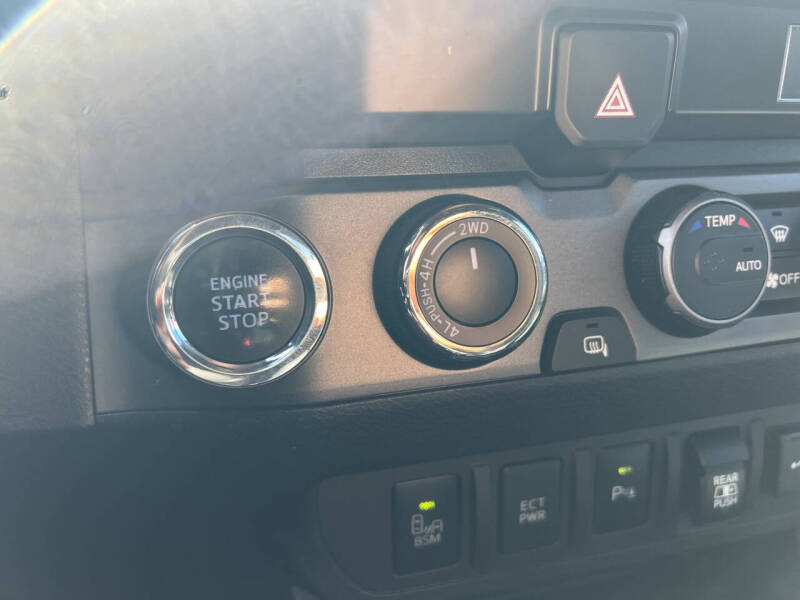 ENGINE
START
STOP
2WD
4L-PUSH-4H
TEMP
AUTO
OFF
BSM
ECT
PWR
P
REAR
PUSH